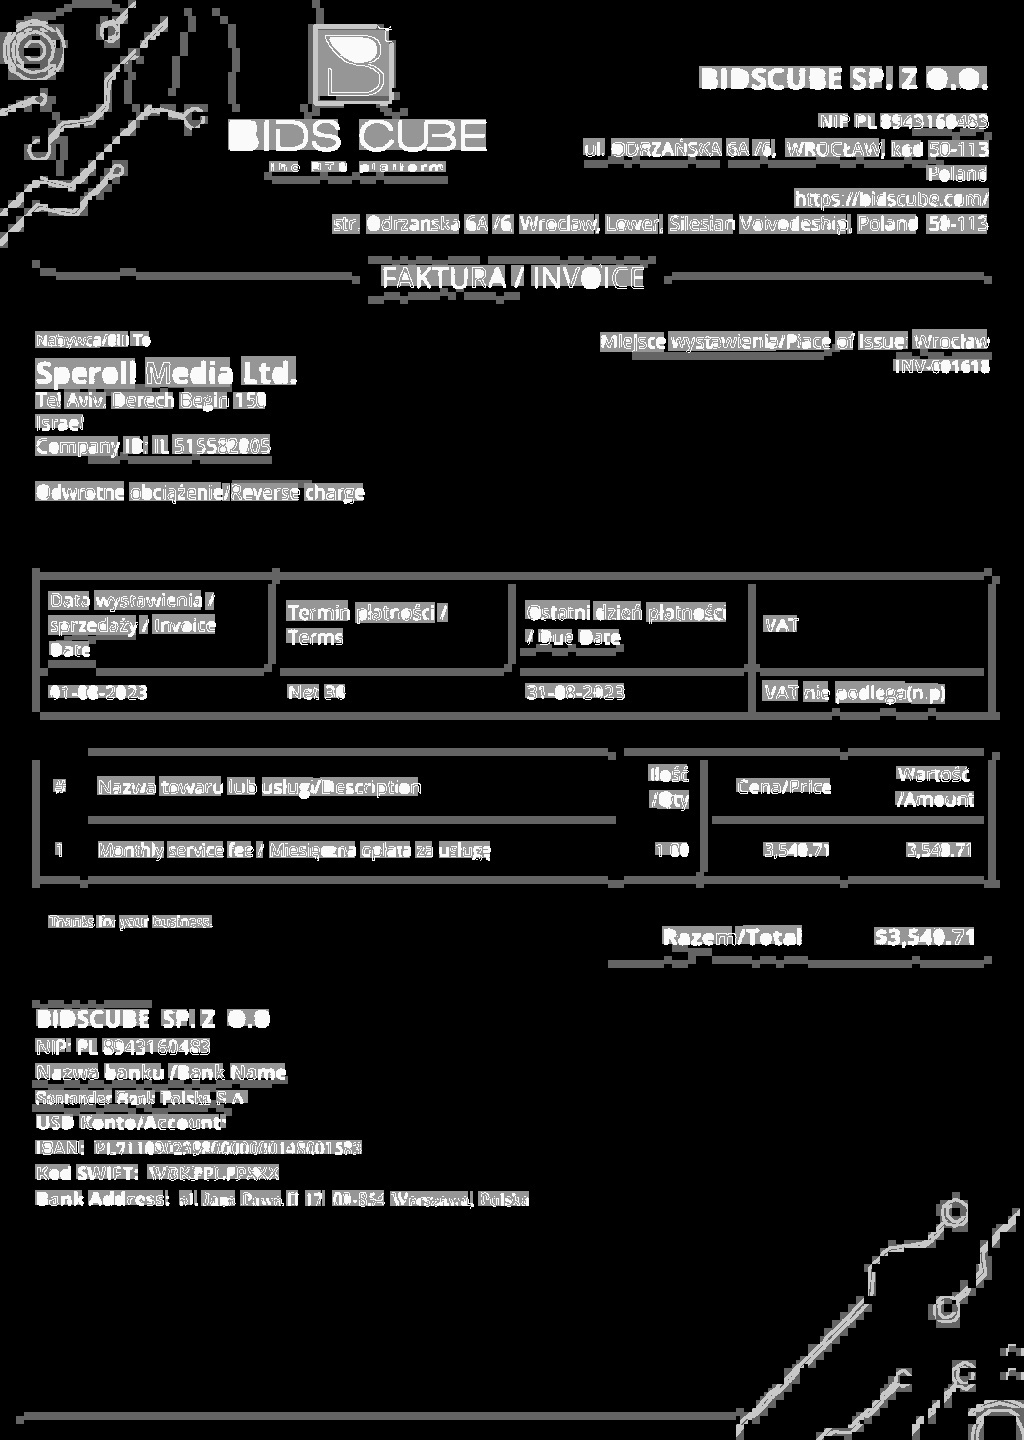 BIDS CUBE
the RTB platform
BIDSCUBE SP. Z O.O.
NIP PL 8943160483
ul. ODRZAŃSKA 6A /6, WROCŁAW, kod 50-113
Poland
https://bidscube.com/
str. Odrzanska 6A /6 Wroclaw, Lower, Silesian Voivodeship, Poland 50-113
FAKTURA / INVOICE
Nabywca/Bill To
Speroll Media Ltd.
Tel Aviv, Derech Begin 150
Israel
Company ID: IL 515582005
Odwrotne obciążenie/Reverse charge
Miejsce wystawienia/Place of Issue: Wrocław
INV-001618
Data wystawienia / sprzedaży / Invoice Date
Termin płatności / Terms
Ostatni dzień płatności / Due Date
VAT
01-08-2023
Net 30
31-08-2023
VAT nie podlega(n.p)
#
Nazwa towaru lub usługi/Description
Ilość /Qty
Cena/Price
Wartość /Amount
1
Monthly service fee / Miesięczna opłata za usługę
1.00
3,540.71
3,540.71
Thanks for your business.
Razem/Total
$3,540.71
BIDSCUBE SP. Z O.O
NIP: PL 8943160483
Nazwa banku /Bank Name
Santander Bank Polska S.A.
USD Konto/Account:
IBAN:
Kod SWIFT: WBKPPLPPXXX
Bank Address: al. Jana Pawła II 17, 00-854 Warszawa, Polska